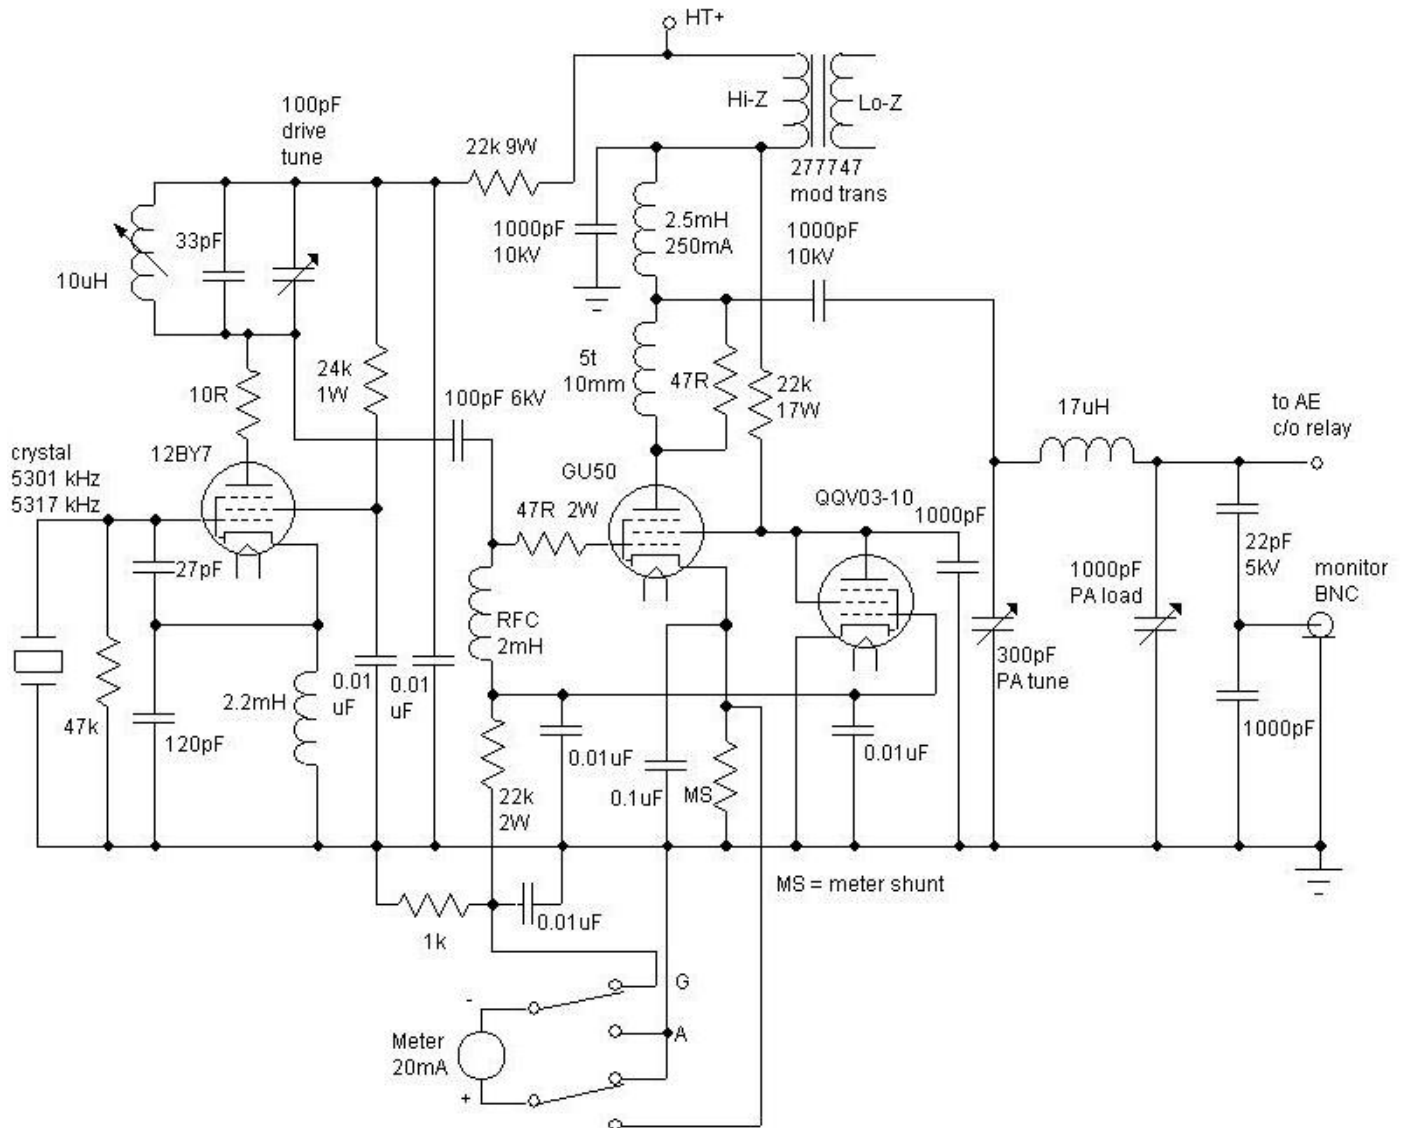 HT+
Hi-Z
Lo-Z
277747
mod trans
100pF
drive
tune
22k 9W
1000pF
10kV
2.5mH
250mA
1000pF
10kV
33pF
10uH
5t
10mm
47R
22k
17W
24k
1W
10R
100pF 6kV
17uH
to AE
c/o relay
crystal
5301 kHz
5317 kHz
12BY7
GU50
47R 2W
QQV03-10
1000pF
27pF
22pF
5kV
1000pF
PA load
monitor
BNC
RFC
2mH
300pF
PA tune
47k
2.2mH
0.01
uF
0.01
uF
120pF
0.01uF
0.01uF
1000pF
22k
2W
0.1uF
MS
MS = meter shunt
1k
0.01uF
G
-
A
Meter
20mA
+